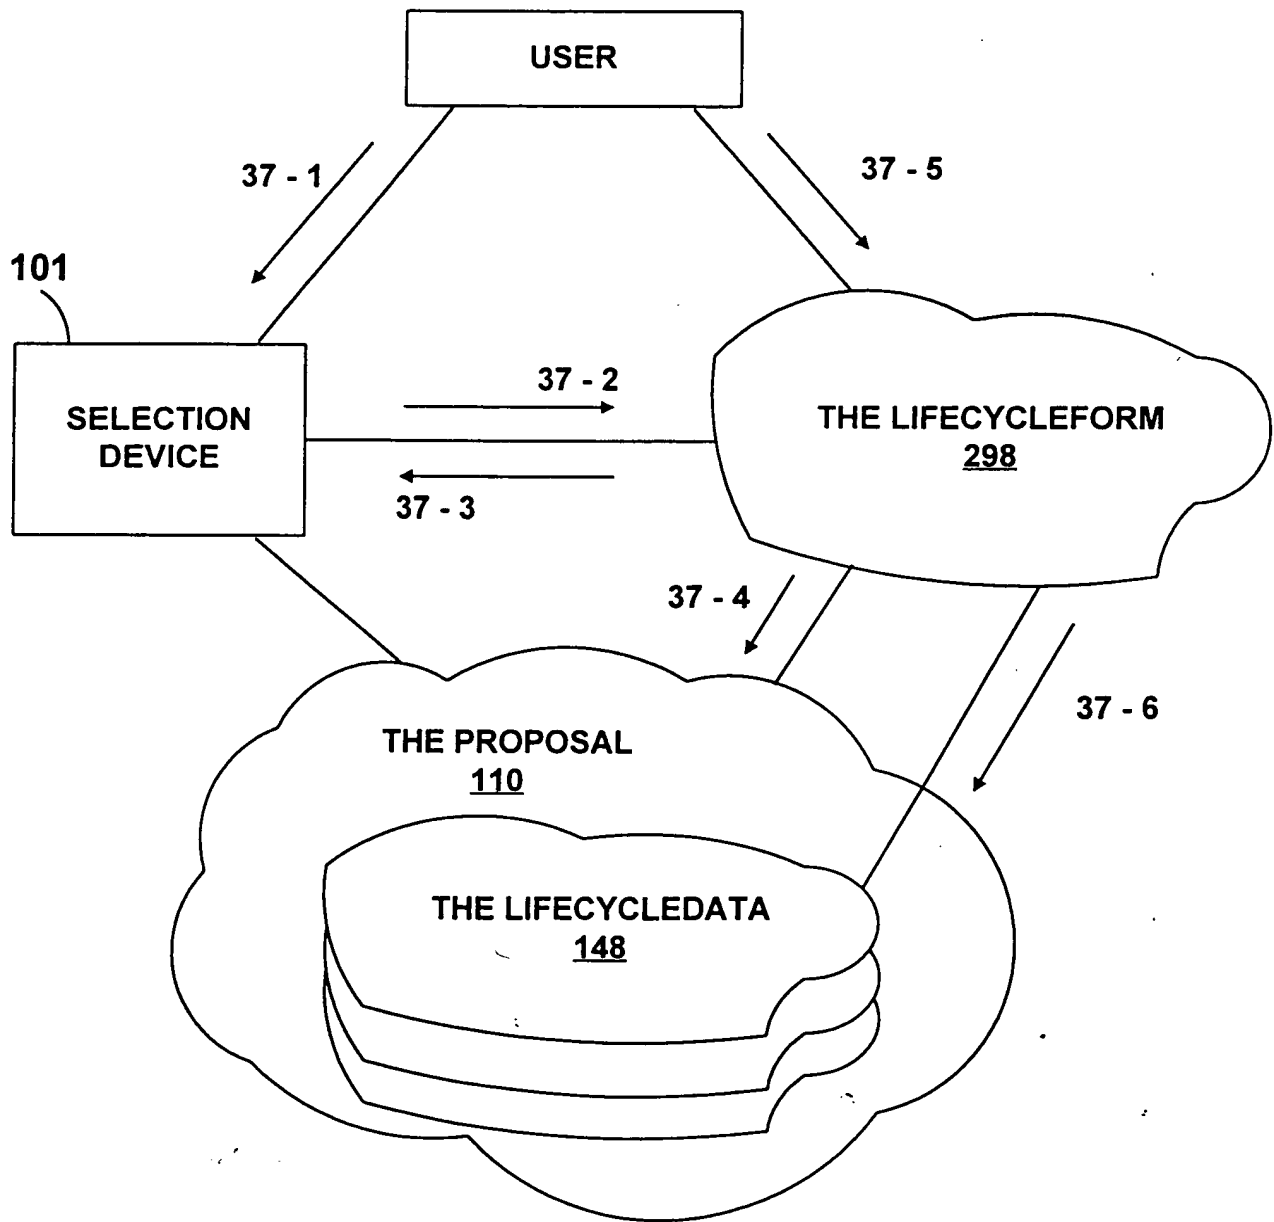 USER
37 - 1
37 - 5
101
37 - 2
SELECTION
DEVICE
THE LIFECYCLEFORM
298
37 - 3
37 - 4
37 - 6
THE PROPOSAL
110
THE LIFECYCLEDATA
148